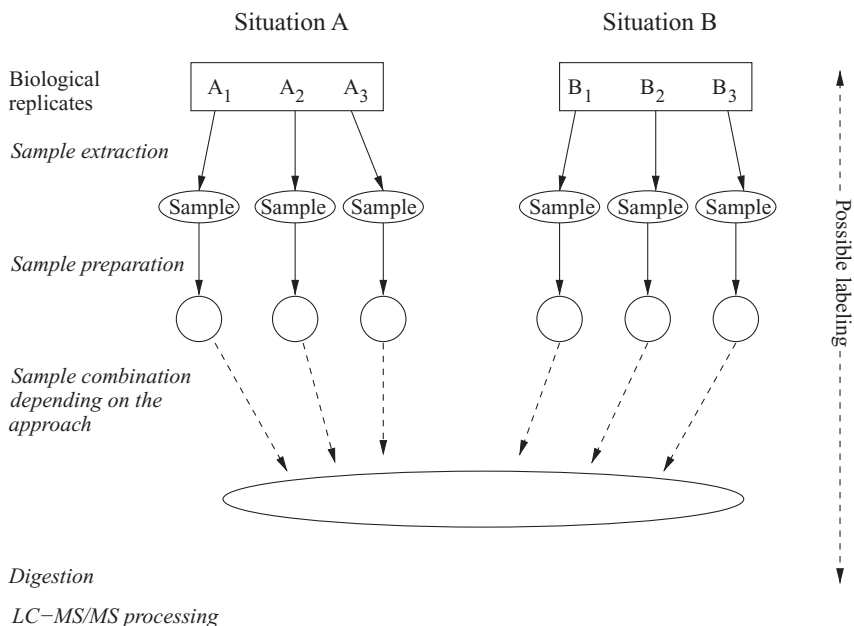 Situation A
Situation B
Biological
replicates
A1 A2 A3
B1 B2 B3
Sample extraction
Sample Sample Sample
Sample Sample Sample
Sample preparation
Possible labeling
Sample combination
depending on the
approach
Digestion
LC−MS/MS processing